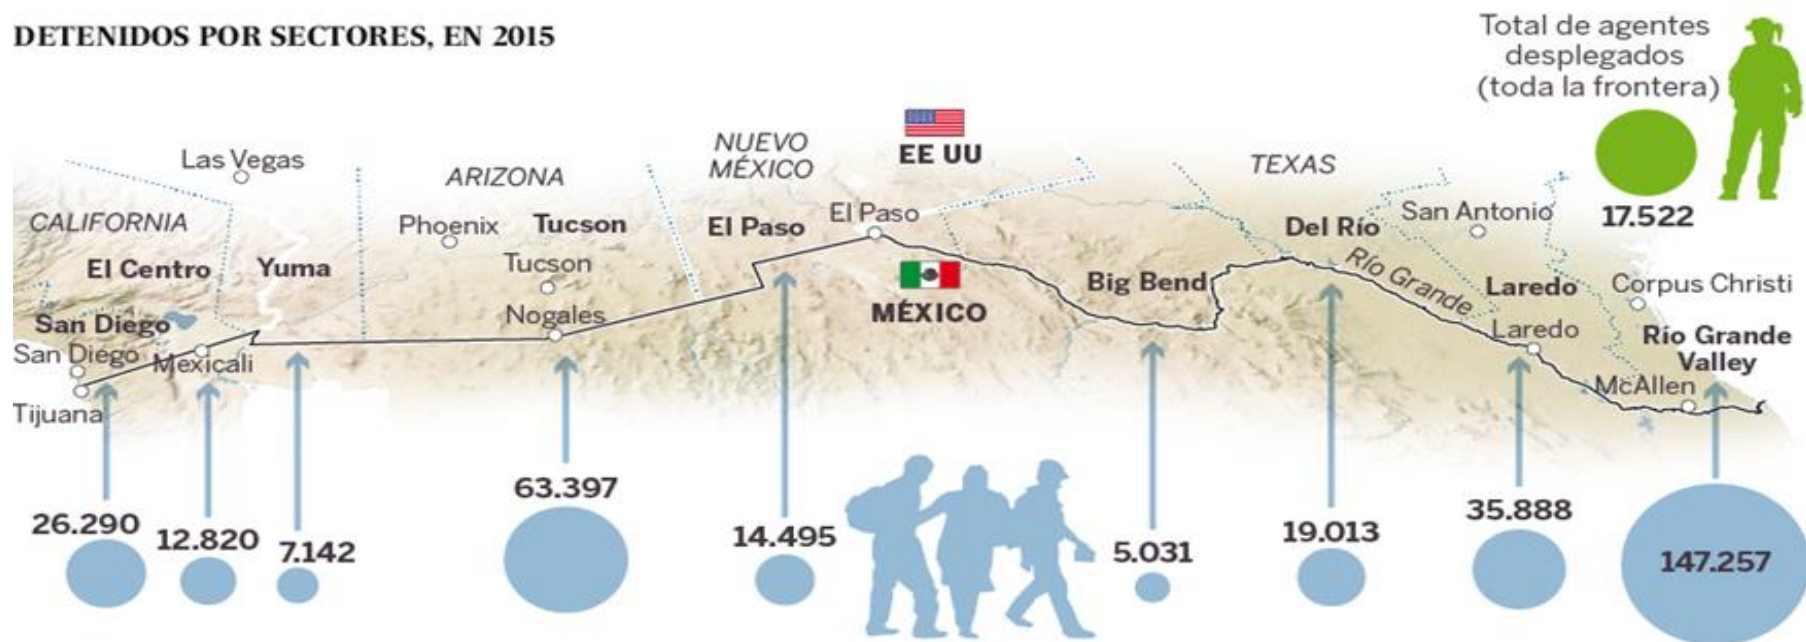 DETENIDOS POR SECTORES, EN 2015
Total de agentes
desplegados
(toda la frontera)
17.522
EE UU
MÉXICO
CALIFORNIA
ARIZONA
NUEVO
MÉXICO
TEXAS
Las Vegas
Phoenix
Tucson
Tucson
Nogales
El Paso
El Paso
El Centro
Yuma
San Diego
San Diego
Mexicali
Tijuana
Big Bend
Del Río
Río Grande
San Antonio
Laredo
Laredo
Corpus Christi
Río Grande
Valley
McAllen
26.290
12.820
7.142
63.397
14.495
5.031
19.013
35.888
147.257